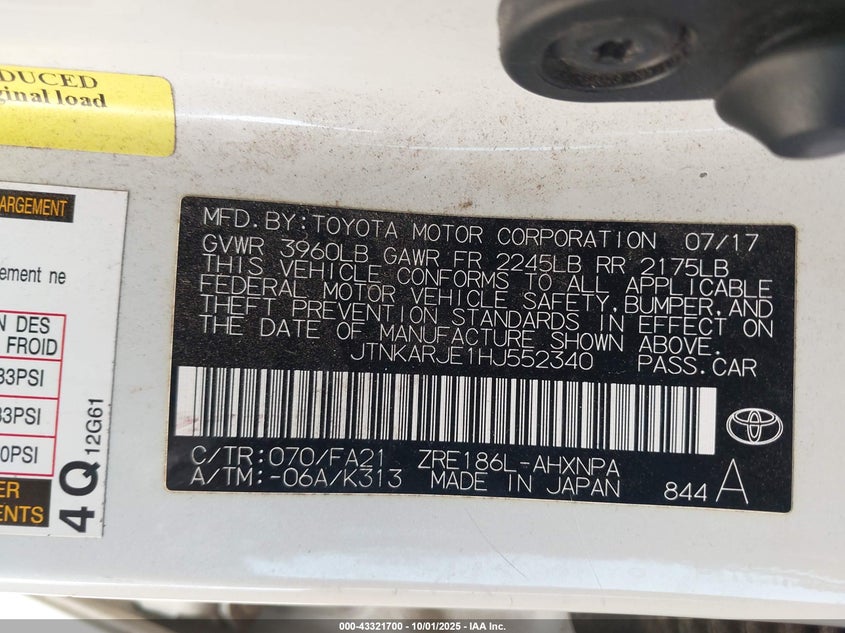 DUCED
ginal load
ARGEMENT
ement ne
N DES
FROID
33PSI
33PSI
0PSI
ER
ENTS
4Q 12G61
MFD.BY:TOYOTA MOTOR CORPORATION 07/17
GVWR 3960LB GAWR FR 2245LB RR 2175LB
THIS VEHICLE CONFORMS TO ALL APPLICABLE
FEDERAL MOTOR VEHICLE SAFETY,BUMPER,AND
THEFT PREVENTION STANDARDS IN EFFECT ON
THE DATE OF MANUFACTURE SHOWN ABOVE.
JTNKARJE1HJ552340 PASS.CAR
C/TR:070/FA21 ZRE186L-AHXNPA
A/TM:-06A/K313 MADE IN JAPAN 844 A
TOYOTA
000-43321700 - 10/01/2025 - IAA Inc.